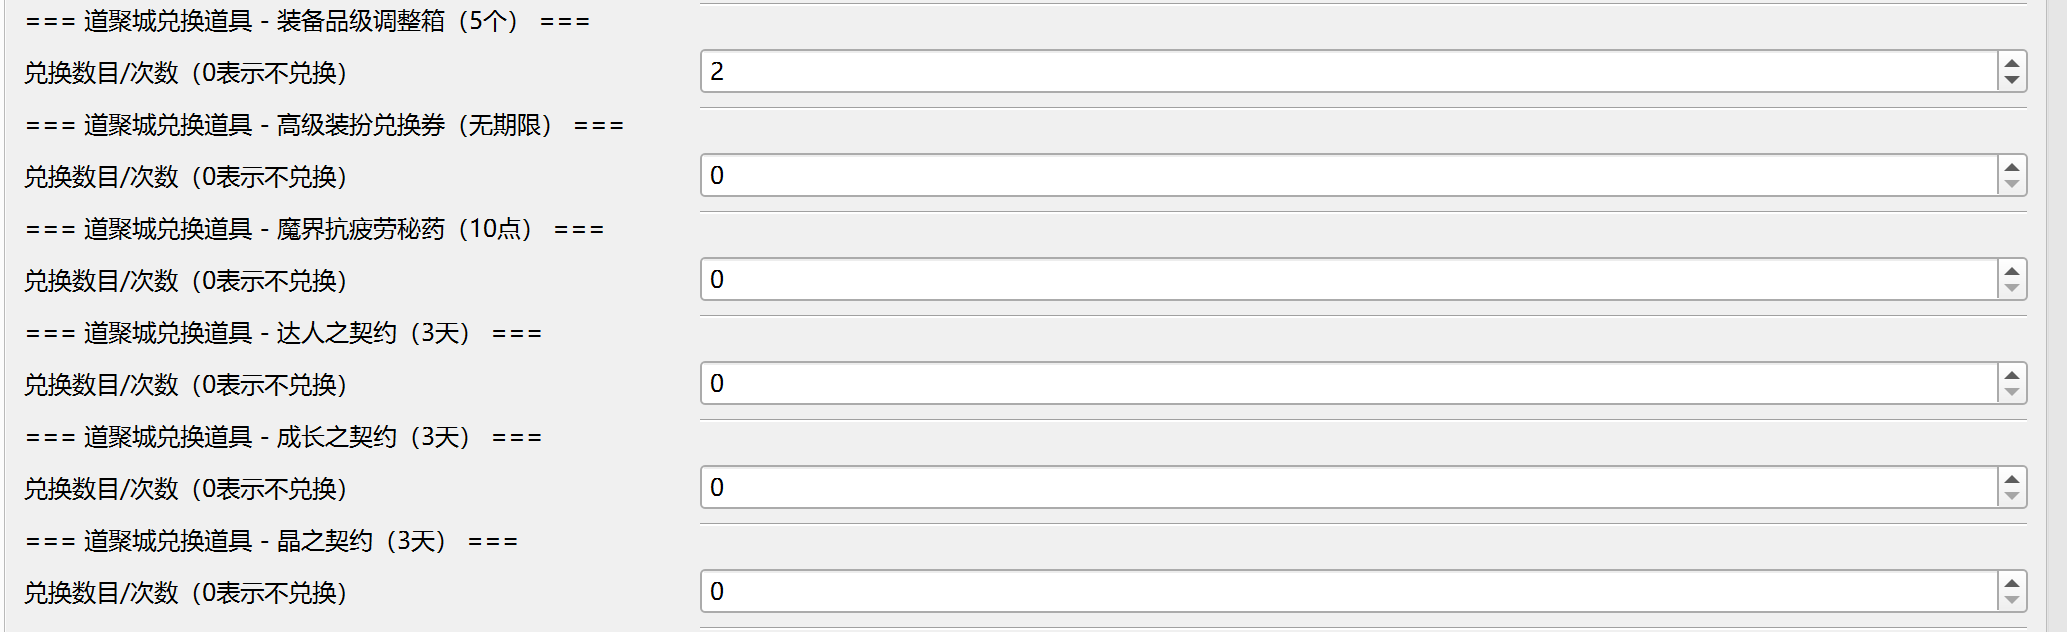 === 道聚城兑换道具 - 装备品级调整箱（5个） ===
兑换数目/次数（0表示不兑换） 2
=== 道聚城兑换道具 - 高级装扮兑换券（无期限） ===
兑换数目/次数（0表示不兑换） 0
=== 道聚城兑换道具 - 魔界抗疲劳秘药（10点） ===
兑换数目/次数（0表示不兑换） 0
=== 道聚城兑换道具 - 达人之契约（3天） ===
兑换数目/次数（0表示不兑换） 0
=== 道聚城兑换道具 - 成长之契约（3天） ===
兑换数目/次数（0表示不兑换） 0
=== 道聚城兑换道具 - 晶之契约（3天） ===
兑换数目/次数（0表示不兑换） 0